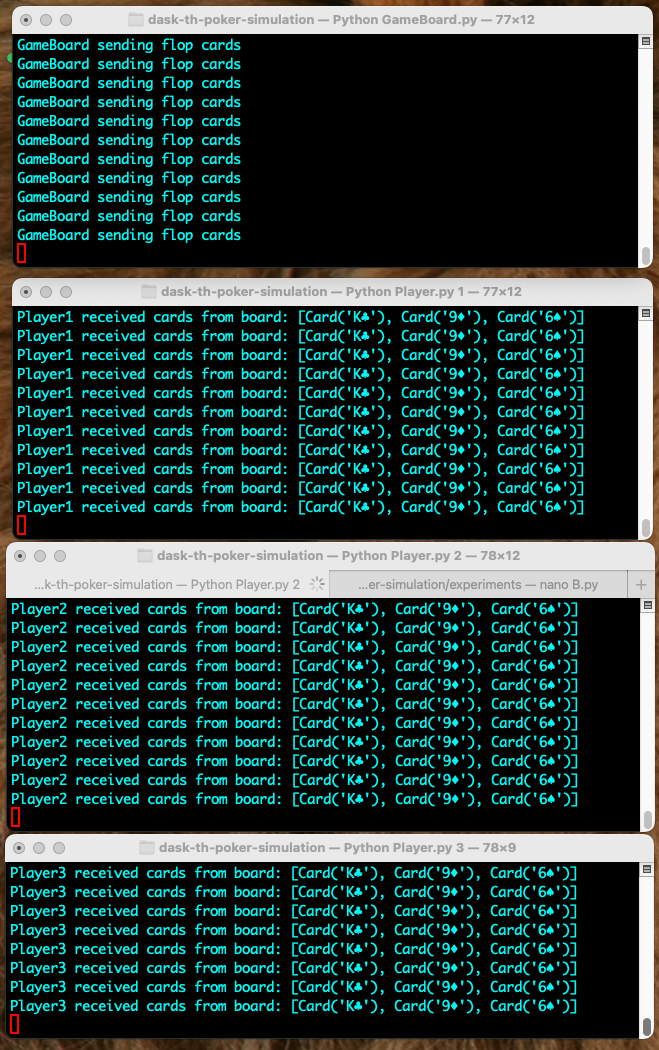 dask-th-poker-simulation — Python GameBoard.py — 77×12
GameBoard sending flop cards
GameBoard sending flop cards
GameBoard sending flop cards
GameBoard sending flop cards
GameBoard sending flop cards
GameBoard sending flop cards
GameBoard sending flop cards
GameBoard sending flop cards
GameBoard sending flop cards
GameBoard sending flop cards
GameBoard sending flop cards
dask-th-poker-simulation — Python Player.py 1 — 77×12
Player1 received cards from board: [Card('K♣'), Card('9♦'), Card('6♠')]
Player1 received cards from board: [Card('K♣'), Card('9♦'), Card('6♠')]
Player1 received cards from board: [Card('K♣'), Card('9♦'), Card('6♠')]
Player1 received cards from board: [Card('K♣'), Card('9♦'), Card('6♠')]
Player1 received cards from board: [Card('K♣'), Card('9♦'), Card('6♠')]
Player1 received cards from board: [Card('K♣'), Card('9♦'), Card('6♠')]
Player1 received cards from board: [Card('K♣'), Card('9♦'), Card('6♠')]
Player1 received cards from board: [Card('K♣'), Card('9♦'), Card('6♠')]
Player1 received cards from board: [Card('K♣'), Card('9♦'), Card('6♠')]
Player1 received cards from board: [Card('K♣'), Card('9♦'), Card('6♠')]
Player1 received cards from board: [Card('K♣'), Card('9♦'), Card('6♠')]
dask-th-poker-simulation — Python Player.py 2 — 78×12
...k-th-poker-simulation — Python Player.py 2 ...er-simulation/experiments — nano B.py +
Player2 received cards from board: [Card('K♣'), Card('9♦'), Card('6♠')]
Player2 received cards from board: [Card('K♣'), Card('9♦'), Card('6♠')]
Player2 received cards from board: [Card('K♣'), Card('9♦'), Card('6♠')]
Player2 received cards from board: [Card('K♣'), Card('9♦'), Card('6♠')]
Player2 received cards from board: [Card('K♣'), Card('9♦'), Card('6♠')]
Player2 received cards from board: [Card('K♣'), Card('9♦'), Card('6♠')]
Player2 received cards from board: [Card('K♣'), Card('9♦'), Card('6♠')]
Player2 received cards from board: [Card('K♣'), Card('9♦'), Card('6♠')]
Player2 received cards from board: [Card('K♣'), Card('9♦'), Card('6♠')]
Player2 received cards from board: [Card('K♣'), Card('9♦'), Card('6♠')]
Player2 received cards from board: [Card('K♣'), Card('9♦'), Card('6♠')]
dask-th-poker-simulation — Python Player.py 3 — 78×9
Player3 received cards from board: [Card('K♣'), Card('9♦'), Card('6♠')]
Player3 received cards from board: [Card('K♣'), Card('9♦'), Card('6♠')]
Player3 received cards from board: [Card('K♣'), Card('9♦'), Card('6♠')]
Player3 received cards from board: [Card('K♣'), Card('9♦'), Card('6♠')]
Player3 received cards from board: [Card('K♣'), Card('9♦'), Card('6♠')]
Player3 received cards from board: [Card('K♣'), Card('9♦'), Card('6♠')]
Player3 received cards from board: [Card('K♣'), Card('9♦'), Card('6♠')]
Player3 received cards from board: [Card('K♣'), Card('9♦'), Card('6♠')]